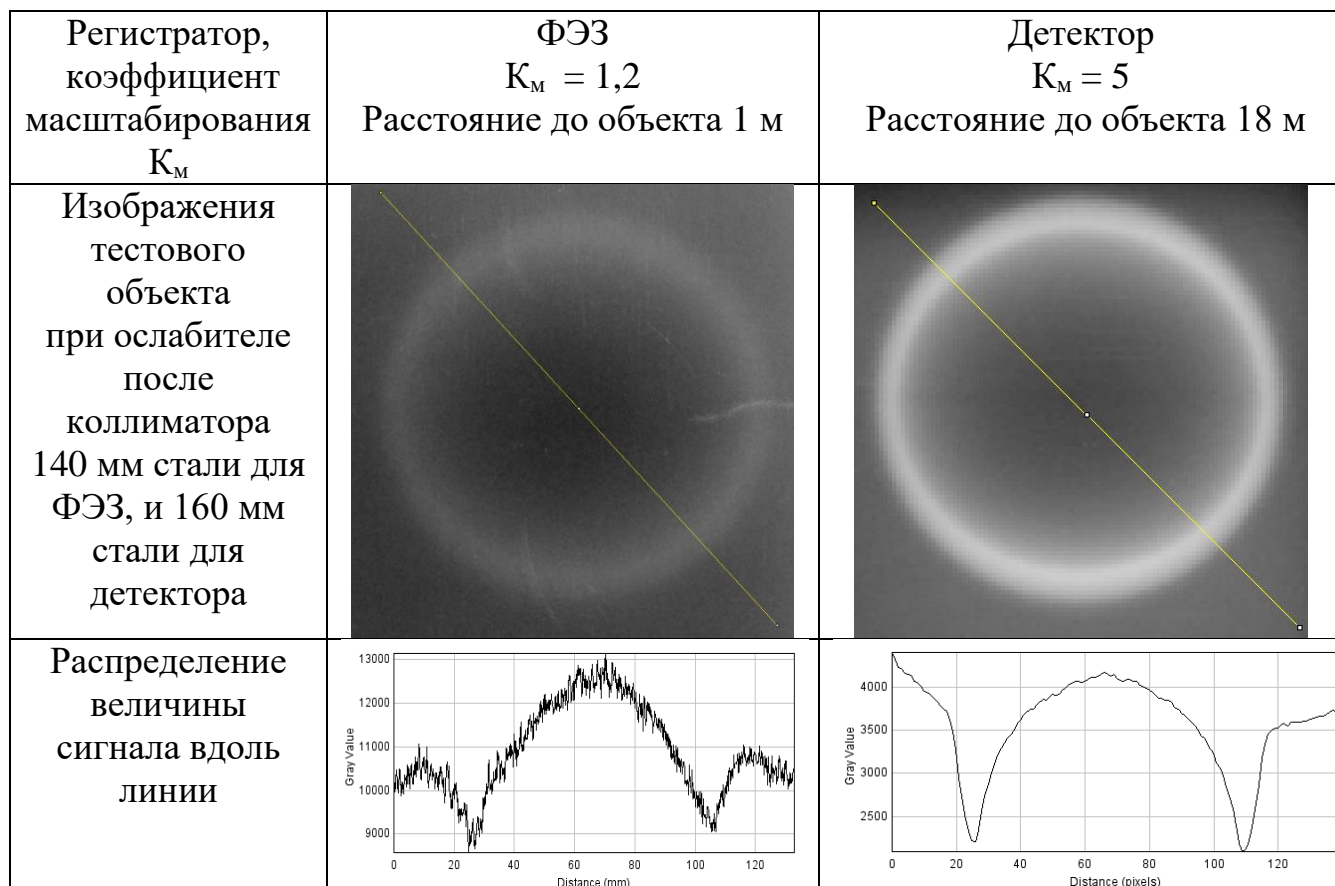 Регистратор,
коэффициент
масштабирования
Км
ФЭЗ
Км = 1,2
Расстояние до объекта 1 м
Детектор
Км = 5
Расстояние до объекта 18 м
Изображения
тестового
объекта
при ослабителе
после
коллиматора
140 мм стали для
ФЭЗ, и 160 мм
стали для
детектора
Распределение
величины
сигнала вдоль
линии
13000
12000
11000
10000
9000
Gray Value
0 20 40 60 80 100 120
Distance (mm)
4000
3500
3000
2500
Gray Value
0 20 40 60 80 100 120
Distance (pixels)